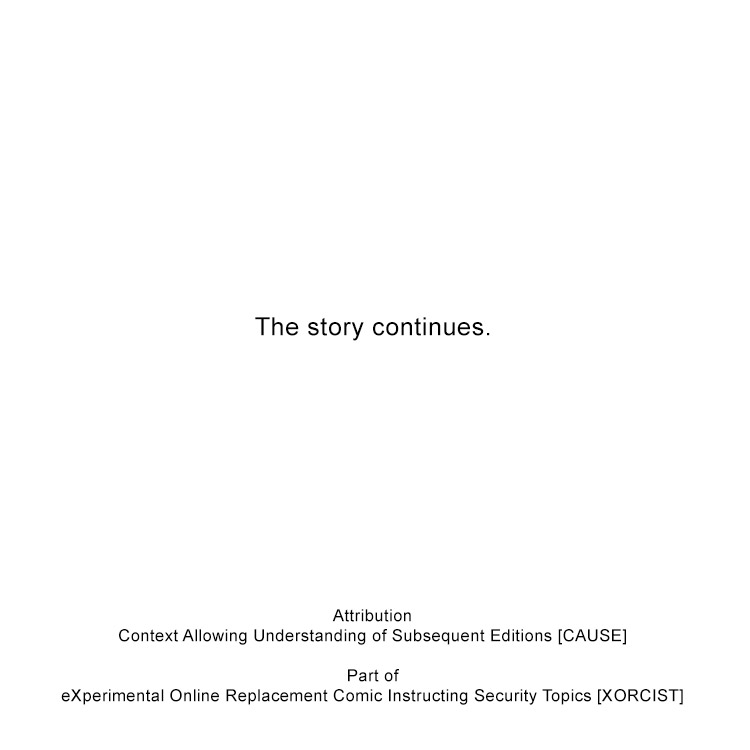 The story continues.
Attribution
Context Allowing Understanding of Subsequent Editions [CAUSE]
Part of
eXperimental Online Replacement Comic Instructing Security Topics [XORCIST]